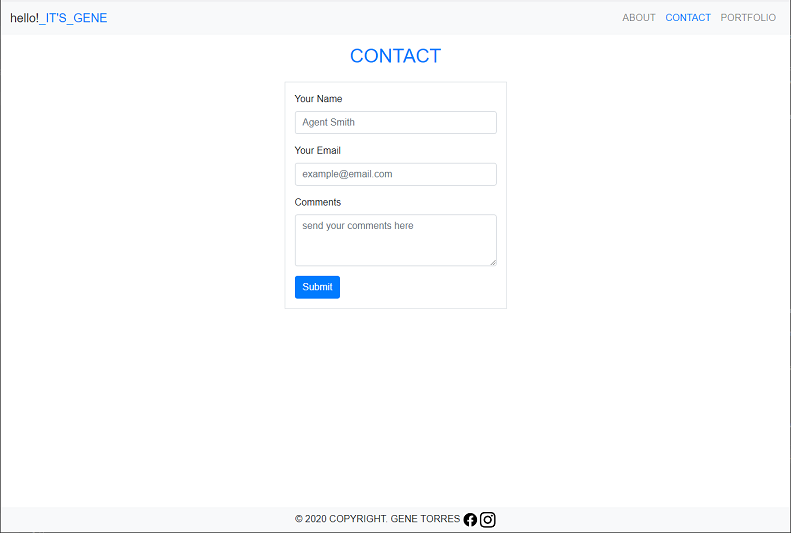 hello!_IT'S_GENE
ABOUT CONTACT PORTFOLIO
CONTACT
Your Name
Agent Smith
Your Email
example@email.com
Comments
send your comments here
Submit
© 2020 COPYRIGHT. GENE TORRES